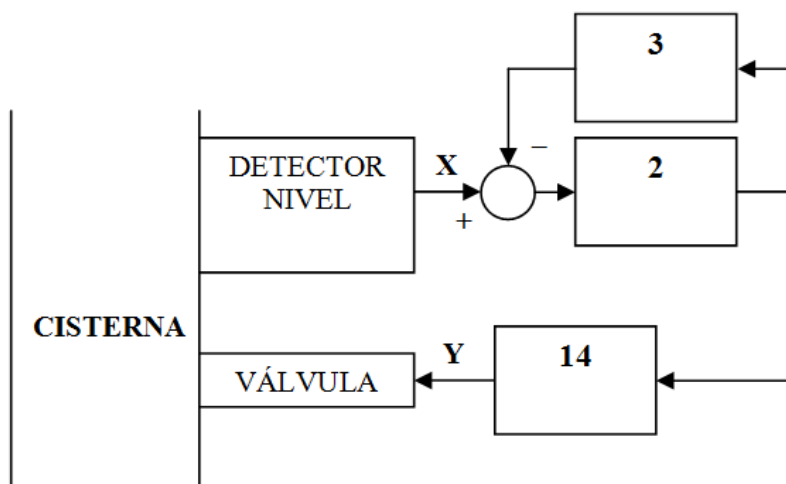 3
DETECTOR
NIVEL
X
+
−
2
CISTERNA
VÁLVULA
Y
14